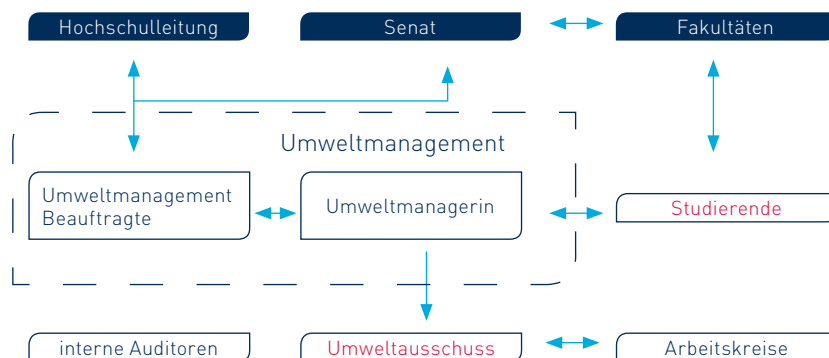 Hochschulleitung
Senat
Fakultäten
Umweltmanagement
Umweltmanagement
Beauftragte
Umweltmanagerin
Studierende
interne Auditoren
Umweltausschuss
Arbeitskreise